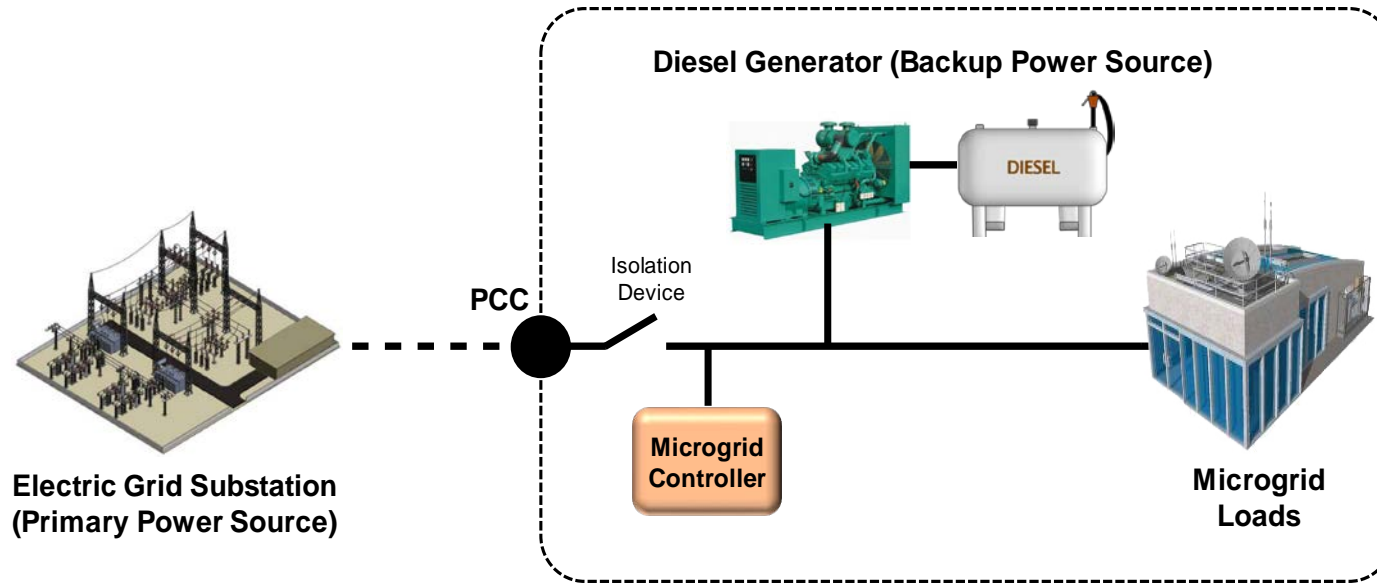 Diesel Generator (Backup Power Source)
DIESEL
Isolation
Device
PCC
Microgrid
Controller
Electric Grid Substation
(Primary Power Source)
Microgrid
Loads